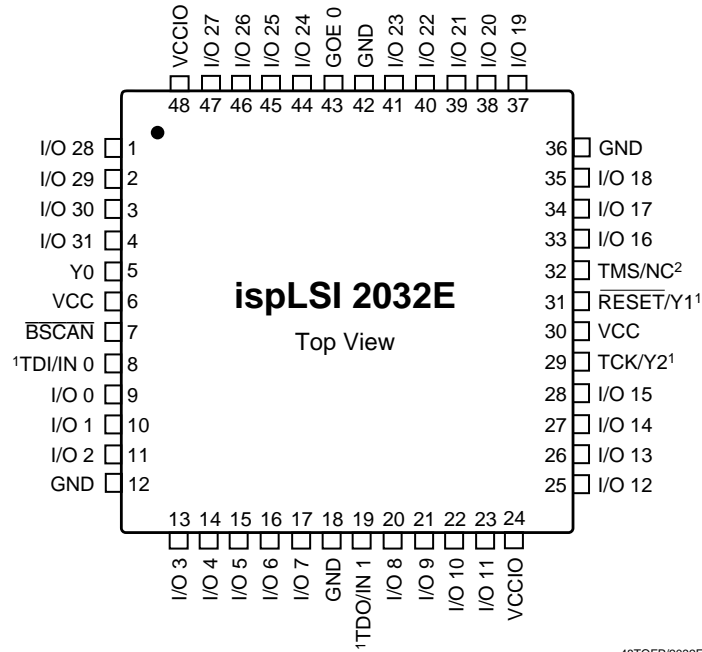 VCCIO
I/O 27
I/O 26
I/O 25
I/O 24
GOE 0
GND
I/O 23
I/O 22
I/O 21
I/O 20
I/O 19
48 47 46 45 44 43 42 41 40 39 38 37
I/O 28 1
I/O 29 2
I/O 30 3
I/O 31 4
Y0 5
VCC 6
BSCAN 7
¹TDI/IN 0 8
I/O 0 9
I/O 1 10
I/O 2 11
GND 12
ispLSI 2032E
Top View
36 GND
35 I/O 18
34 I/O 17
33 I/O 16
32 TMS/NC²
31 RESET/Y1¹
30 VCC
29 TCK/Y2¹
28 I/O 15
27 I/O 14
26 I/O 13
25 I/O 12
13 14 15 16 17 18 19 20 21 22 23 24
I/O 3
I/O 4
I/O 5
I/O 6
I/O 7
GND
¹TDO/IN 1
I/O 8
I/O 9
I/O 10
I/O 11
VCCIO